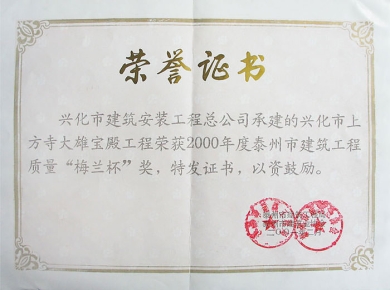 荣誉证书
兴化市建筑安装工程总公司承建的兴化市上
方寺大雄宝殿工程荣获2000年度泰州市建筑工程
质量“梅兰杯”奖，特发证书，以资鼓励。